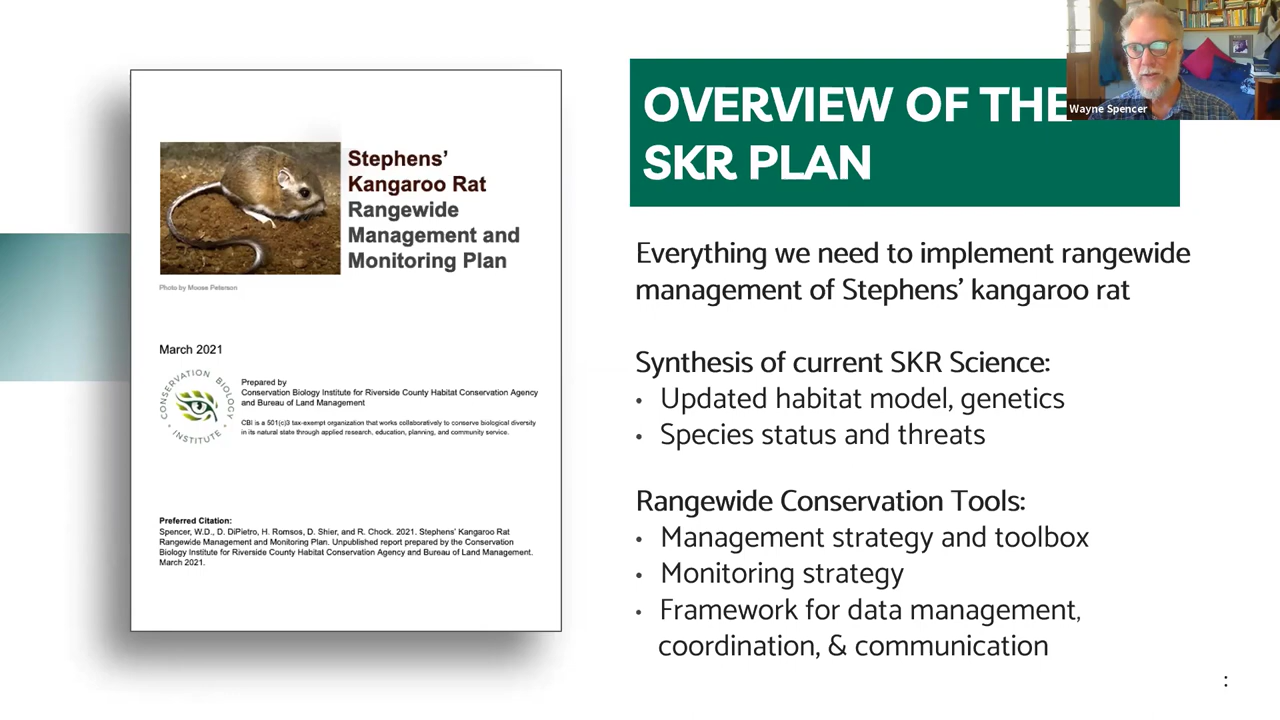 Stephens’
Kangaroo Rat
Rangewide
Management and
Monitoring Plan
Photo by Moose Peterson
March 2021
CONSERVATION BIOLOGY
INSTITUTE
Prepared by
Conservation Biology Institute for Riverside County Habitat Conservation Agency
and Bureau of Land Management
CBI is a 501(c)3 tax-exempt organization that works collaboratively to conserve biological diversity
in its natural state through applied research, education, planning, and community service.
Preferred Citation:
Spencer, W.D., D. DiPietro, H. Romsos, D. Shier, and R. Chock. 2021. Stephens' Kangaroo Rat
Rangewide Management and Monitoring Plan. Unpublished report prepared by the Conservation
Biology Institute for Riverside County Habitat Conservation Agency and Bureau of Land Management.
March 2021.
OVERVIEW OF THE
SKR PLAN
Wayne Spencer
Everything we need to implement rangewide
management of Stephens’ kangaroo rat
Synthesis of current SKR Science:
• Updated habitat model, genetics
• Species status and threats
Rangewide Conservation Tools:
• Management strategy and toolbox
• Monitoring strategy
• Framework for data management,
coordination, & communication
: